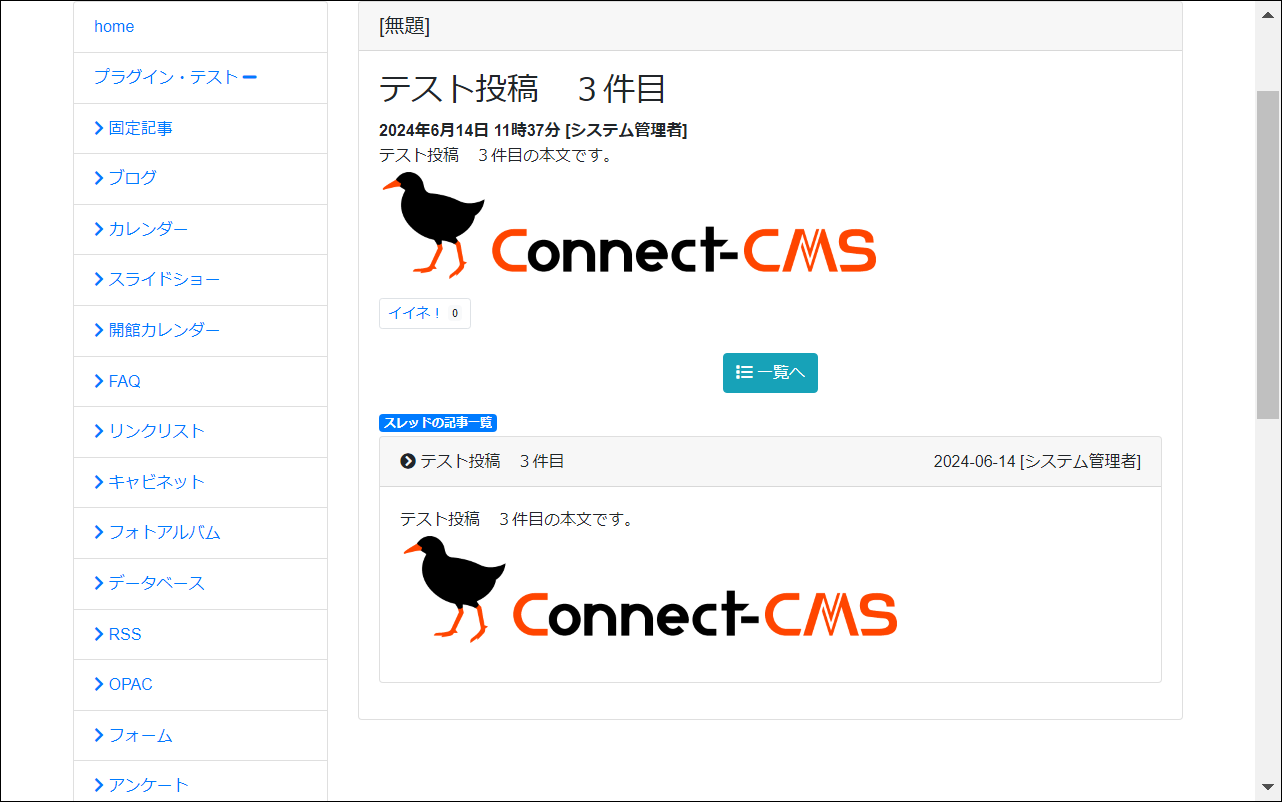 home
プラグイン・テスト
固定記事
ブログ
カレンダー
スライドショー
開館カレンダー
FAQ
リンクリスト
キャビネット
フォトアルバム
データベース
RSS
OPAC
フォーム
アンケート
[無題]
テスト投稿　３件目
2024年6月14日 11時37分 [システム管理者]
テスト投稿　３件目の本文です。
Connect-CMS
イイネ！ 0
一覧へ
スレッドの記事一覧
テスト投稿　３件目 2024-06-14 [システム管理者]
テスト投稿　３件目の本文です。
Connect-CMS